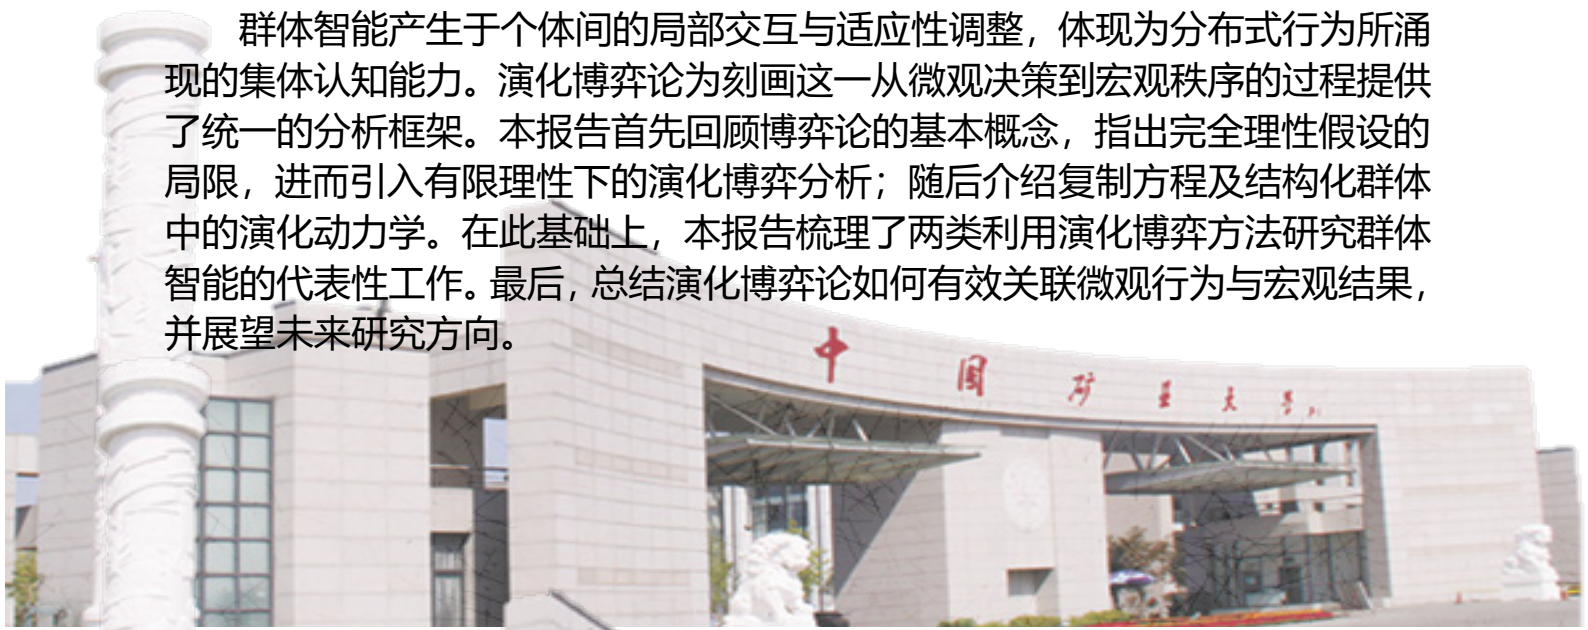 群体智能产生于个体间的局部交互与适应性调整，体现为分布式行为所涌
现的集体认知能力。演化博弈论为刻画这一从微观决策到宏观秩序的过程提供
了统一的分析框架。本报告首先回顾博弈论的基本概念，指出完全理性假设的
局限，进而引入有限理性下的演化博弈分析；随后介绍复制方程及结构化群体
中的演化动力学。在此基础上，本报告梳理了两类利用演化博弈方法研究群体
智能的代表性工作。最后，总结演化博弈论如何有效关联微观行为与宏观结果，
并展望未来研究方向。
中国矿业大学